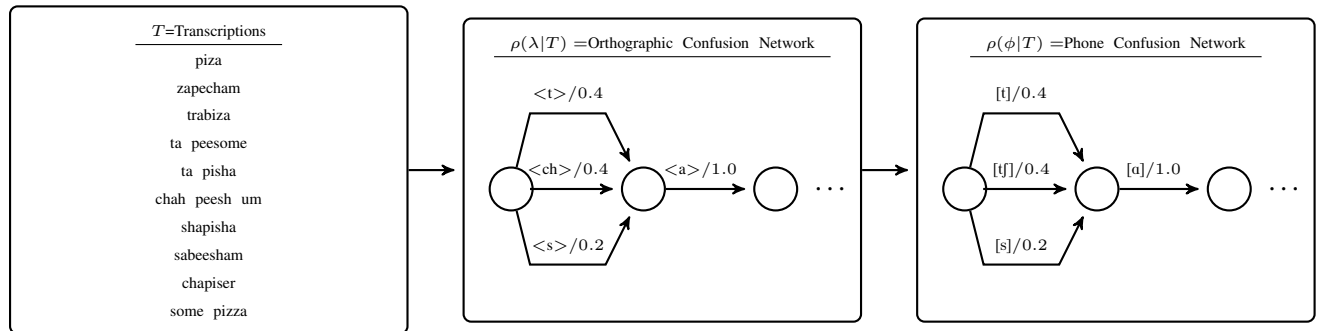 T=Transcriptions
piza
zapecham
trabiza
ta peesome
ta pisha
chah peesh um
shapisha
sabeesham
chapiser
some pizza
ρ(λ|T) =Orthographic Confusion Network
<t>/0.4
<ch>/0.4
<a>/1.0
...
<s>/0.2
ρ(ϕ|T) =Phone Confusion Network
[t]/0.4
[tʃ]/0.4
[ɑ]/1.0
...
[s]/0.2